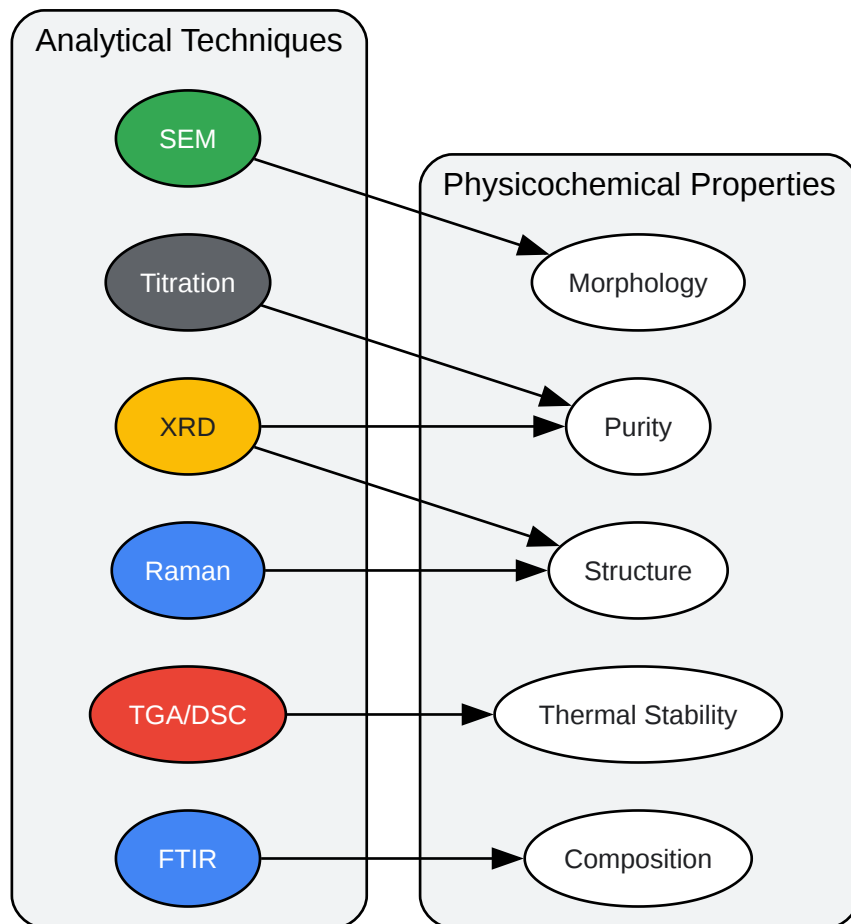 Analytical Techniques
SEM
Titration
XRD
Raman
TGA/DSC
FTIR
Physicochemical Properties
Morphology
Purity
Structure
Thermal Stability
Composition